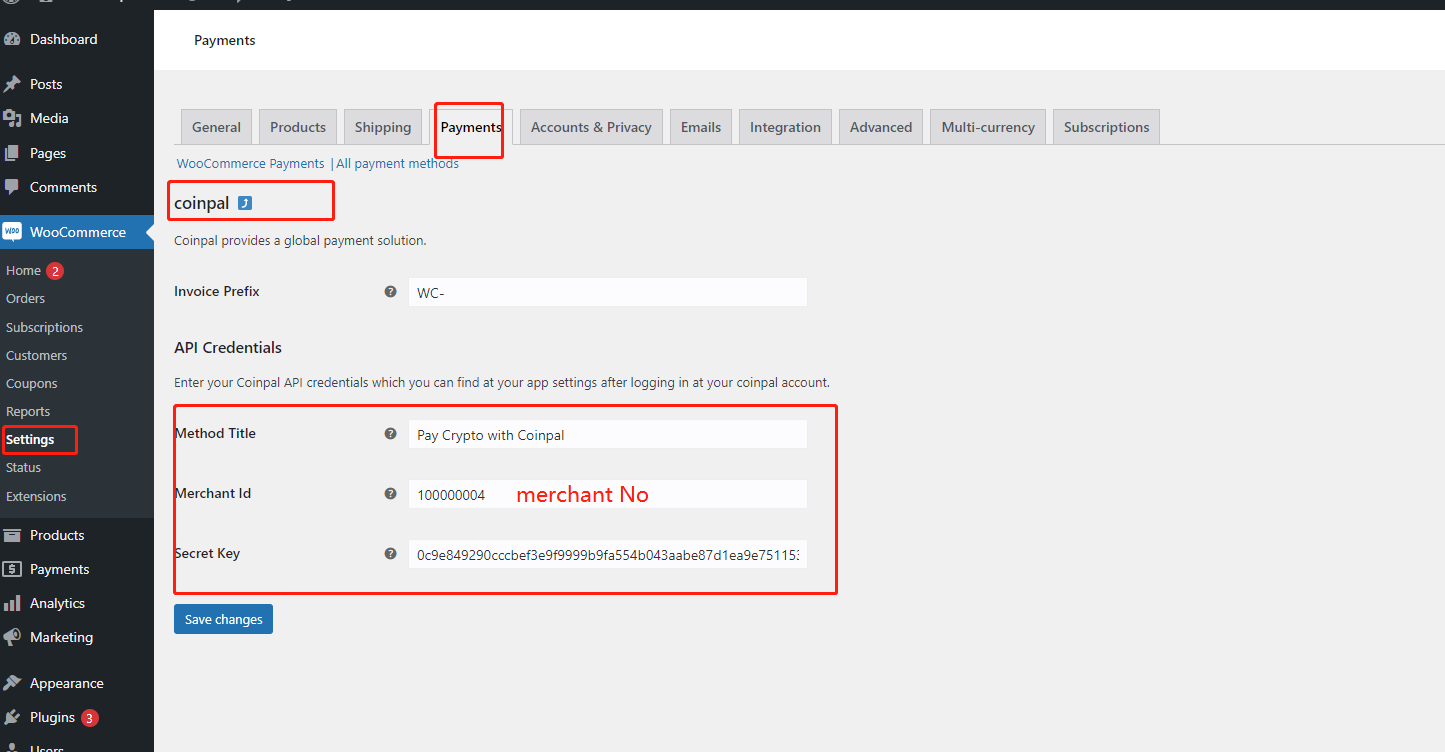 Dashboard
Posts
Media
Pages
Comments
WooCommerce
Home 2
Orders
Subscriptions
Customers
Coupons
Reports
Settings
Status
Extensions
Products
Payments
Analytics
Marketing
Appearance
Plugins 3
Users
Payments
General Products Shipping Payments Accounts & Privacy Emails Integration Advanced Multi-currency Subscriptions
WooCommerce Payments | All payment methods
coinpal
Coinpal provides a global payment solution.
Invoice Prefix WC-
API Credentials
Enter your Coinpal API credentials which you can find at your app settings after logging in at your coinpal account.
Method Title Pay Crypto with Coinpal
Merchant Id 100000004 merchant No
Secret Key 0c9e849290cccbef3e9f9999b9fa554b043aabe87d1ea9e751153
Save changes